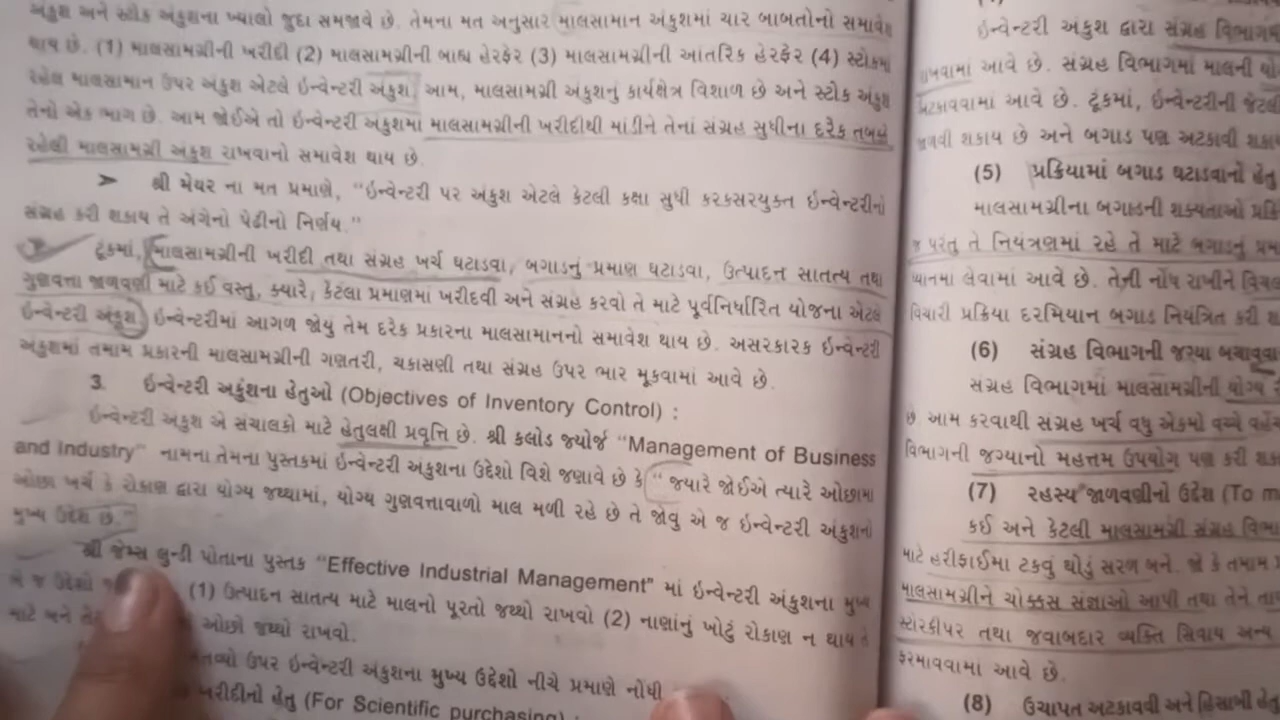 અંકુશ અને સ્ટોક અંકુશના ખ્યાલો જુદા સમજાવે છે. તેમના મત અનુસાર માલસામાન અંકુશમાં ચાર બાબતોનો સમાવેશ
થાય છે. (1) માલસામગ્રીની ખરીદી (2) માલસામગ્રીની બાહ્ય હેરફેર (3) માલસામગ્રીની આંતરિક હેરફેર (4) સ્ટોકમાં
રહેલ માલસામાન ઉપર અંકુશ એટલે ઇન્વેન્ટરી અંકુશ. આમ, માલસામગ્રી અંકુશનું કાર્યક્ષેત્ર વિશાળ છે અને સ્ટોક અંકુશ
તેનો એક ભાગ છે. આમ જોઈએ તો ઇન્વેન્ટરી અંકુશમાં માલસામગ્રીની ખરીદીથી માંડીને તેનાં સંગ્રહ સુધીના દરેક તબક્કે
રહેલી માલસામગ્રી અંકુશ રાખવાનો સમાવેશ થાય છે.
➤ શ્રી મેયર ના મત પ્રમાણે, “ઇન્વેન્ટરી પર અંકુશ એટલે કેટલી કક્ષા સુધી કરકસરયુક્ત ઇન્વેન્ટરીનો
સંગ્રહ કરી શકાય તે અંગેનો પેઢીનો નિર્ણય.”
➤ ટૂંકમાં, માલસામગ્રીની ખરીદી તથા સંગ્રહ ખર્ચ ઘટાડવા, બગાડનું પ્રમાણ ઘટાડવા, ઉત્પાદન સાતત્ય તથા
ગુણવત્તા જાળવણી માટે કઈ વસ્તુ, ક્યારે, કેટલા પ્રમાણમાં ખરીદવી અને સંગ્રહ કરવો તે માટે પૂર્વનિર્ધારિત યોજના એટલે
ઇન્વેન્ટરી અંકુશ) ઇન્વેન્ટરીમાં આગળ જોયું તેમ દરેક પ્રકારના માલસામાનનો સમાવેશ થાય છે. અસરકારક ઇન્વેન્ટરી
અંકુશમાં તમામ પ્રકારની માલસામગ્રીની ગણતરી, ચકાસણી તથા સંગ્રહ ઉપર ભાર મૂકવામાં આવે છે.
3. ઇન્વેન્ટરી અકુંશના હેતુઓ (Objectives of Inventory Control) :
ઇન્વેન્ટરી અંકુશ એ સંચાલકો માટે હેતુલક્ષી પ્રવૃત્તિ છે. શ્રી કલોડ જ્યોર્જ “Management of Business
and Industry” નામના તેમના પુસ્તકમાં ઇન્વેન્ટરી અંકુશના ઉદ્દેશો વિશે જણાવે છે કે “ જ્યારે જોઈએ ત્યારે ઓછામાં
ઓછા ખર્ચે કે રોકાણ દ્વારા યોગ્ય જથ્થામાં, યોગ્ય ગુણવત્તાવાળો માલ મળી રહે છે તે જોવું એ જ ઇન્વેન્ટરી અંકુશનો
મુખ્ય ઉદ્દેશ છે.”
શ્રી જેમ્સ લુન્ડી પોતાના પુસ્તક “Effective Industrial Management” માં ઇન્વેન્ટરી અંકુશના મુખ્ય
બે જ ઉદ્દેશો (1) ઉત્પાદન સાતત્ય માટે માલનો પૂરતો જથ્થો રાખવો (2) નાણાંનું ખોટું રોકાણ ન થાય તે
માટે અને ઓછો જથ્થો રાખવો.
ઉપર ઇન્વેન્ટરી અંકુશના મુખ્ય ઉદ્દેશો નીચે પ્રમાણે નોંધી
ખરીદીનો હેતુ (For Scientific purchasing) :
ઇન્વેન્ટરી અંકુશ દ્વારા સંગ્રહ
આવે છે. સંગ્રહ વિભાગમાં માલની
અટકાવવામાં આવે છે. ટૂંકમાં, ઇન્વેન્ટરીની
જાળવી શકાય છે અને બગાડ પણ અટકાવી
(5) પ્રક્રિયામાં બગાડ ઘટાડવાનો હેતુ
માલસામગ્રીના બગાડની શક્યતાઓ
પરંતુ તે નિયંત્રણમાં રહે તે માટે બગાડનું
ધ્યાનમાં લેવામાં આવે છે. તેની નોંધ રાખીને
વિચારી પ્રક્રિયા દરમિયાન બગાડ નિયંત્રિત કરી
(6) સંગ્રહ વિભાગની જગ્યા
સંગ્રહ વિભાગમાં માલસામગ્રીની યોગ્ય
છે આમ કરવાથી સંગ્રહ ખર્ચ વધુ એકમો વચ્ચે
વિભાગની જગ્યાનો મહત્તમ ઉપયોગ પણ કરી
(7) રહસ્ય જાળવણીનો ઉદ્દેશ (To
કઈ અને કેટલી માલસામગ્રી સંગ્રહ
માટે હરીફાઈમા ટકવું થોડું સરળ બને. જો કે તમામ
માલસામગ્રીને ચોક્કસ સંજ્ઞાઓ આપી તથા તેને
સ્ટોરકીપર તથા જવાબદાર વ્યક્તિ સિવાય અન્ય
ફરમાવવામાં આવે છે.
(8) ઉચાપત અટકાવવી અને હિસાબી